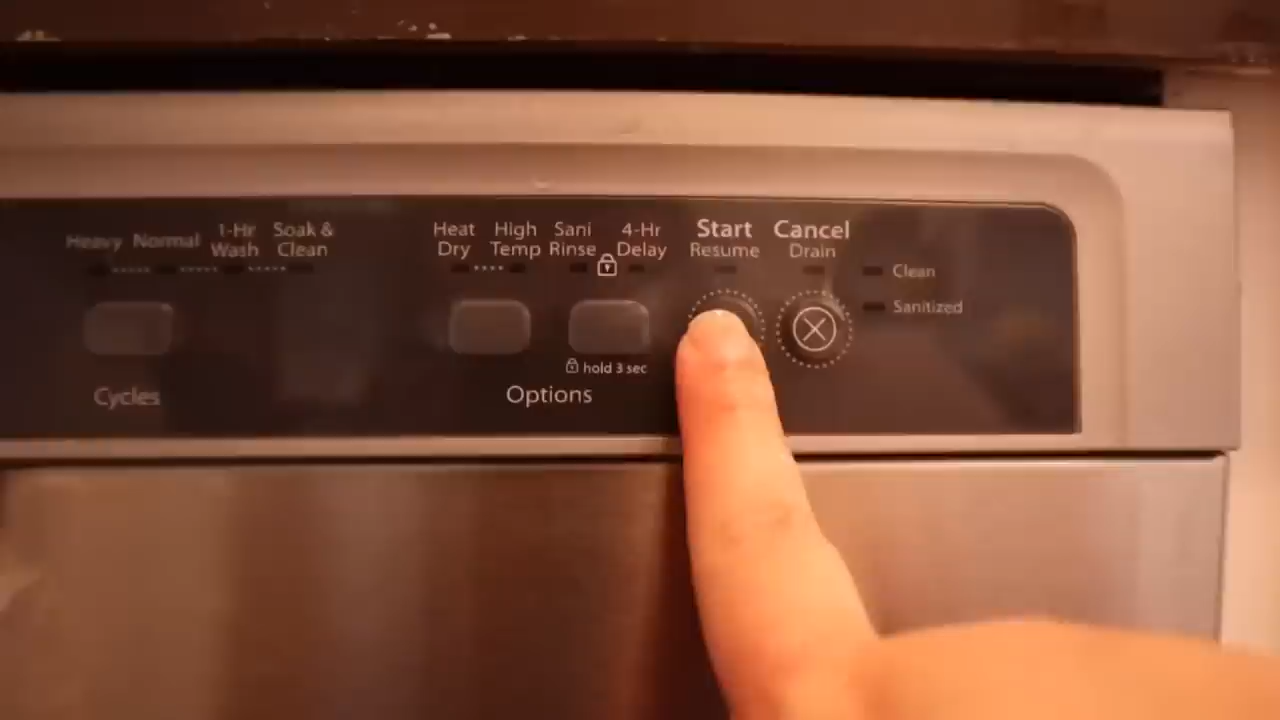 Heavy Normal 1-Hr Wash Soak & Clean
Heat Dry High Temp Sani Rinse 4-Hr Delay
Start Resume
Cancel Drain
Clean
Sanitized
hold 3 sec
Cycles
Options